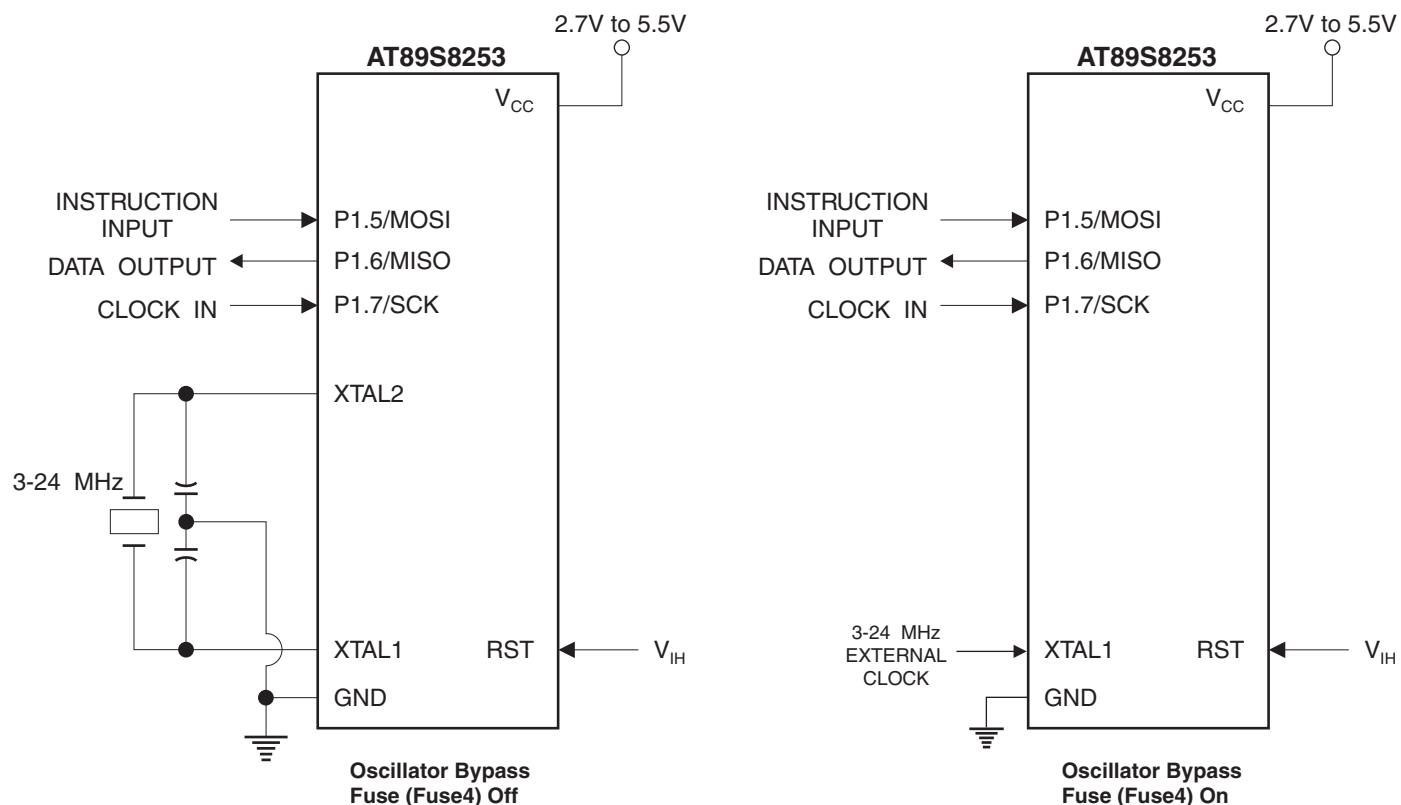 2.7V to 5.5V
AT89S8253
VCC
INSTRUCTION
INPUT
P1.5/MOSI
DATA OUTPUT
P1.6/MISO
CLOCK IN
P1.7/SCK
XTAL2
3-24 MHz
XTAL1
RST
VIH
GND
Oscillator Bypass
Fuse (Fuse4) Off
2.7V to 5.5V
AT89S8253
VCC
INSTRUCTION
INPUT
P1.5/MOSI
DATA OUTPUT
P1.6/MISO
CLOCK IN
P1.7/SCK
3-24 MHz
EXTERNAL
CLOCK
XTAL1
RST
VIH
GND
Oscillator Bypass
Fuse (Fuse4) On